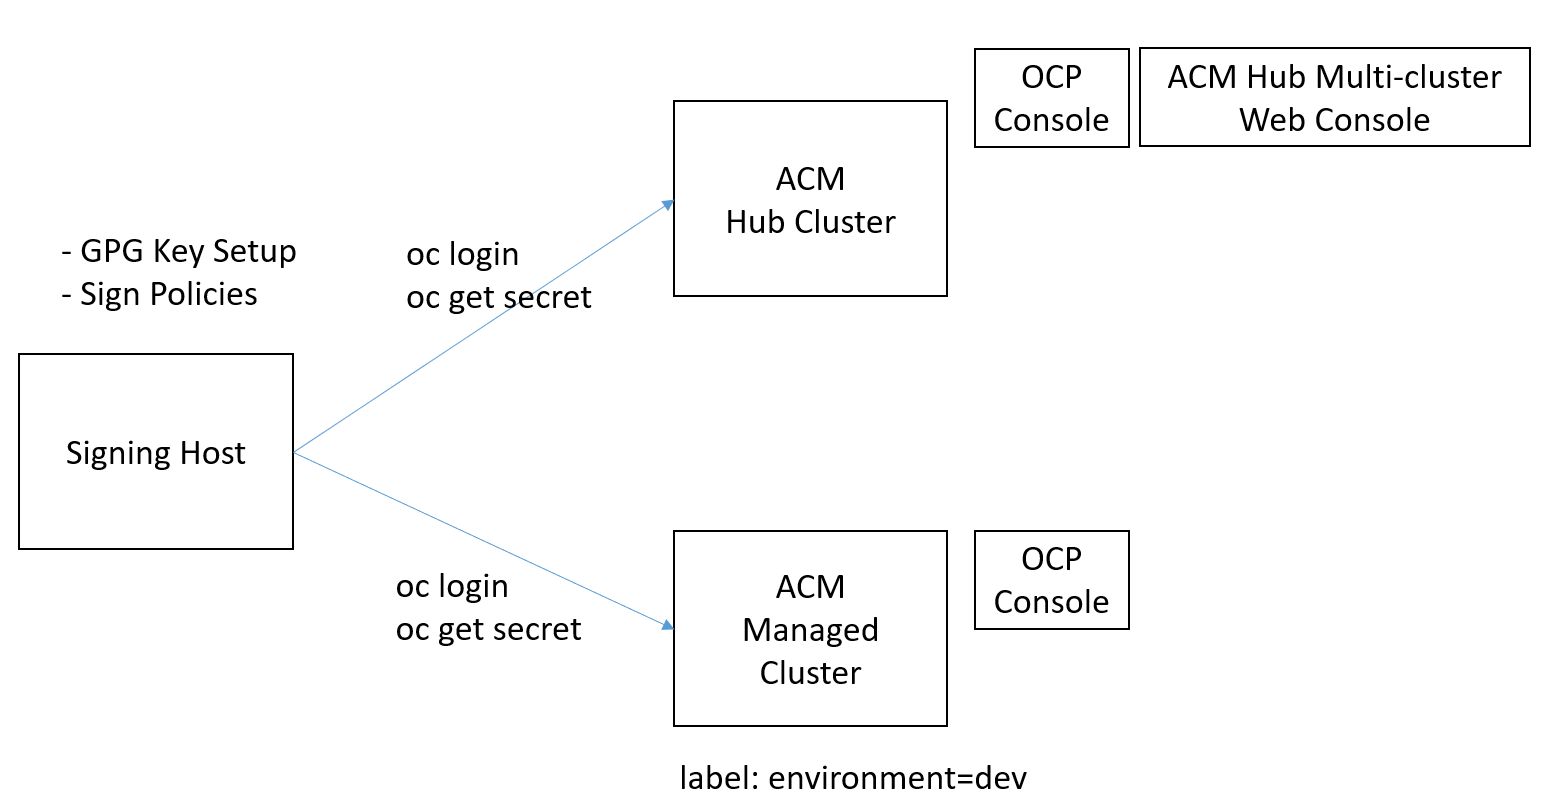 OCP
Console
ACM Hub Multi-cluster
Web Console
ACM
Hub Cluster
- GPG Key Setup
- Sign Policies
oc login
oc get secret
Signing Host
oc login
oc get secret
ACM
Managed
Cluster
OCP
Console
label: environment=dev